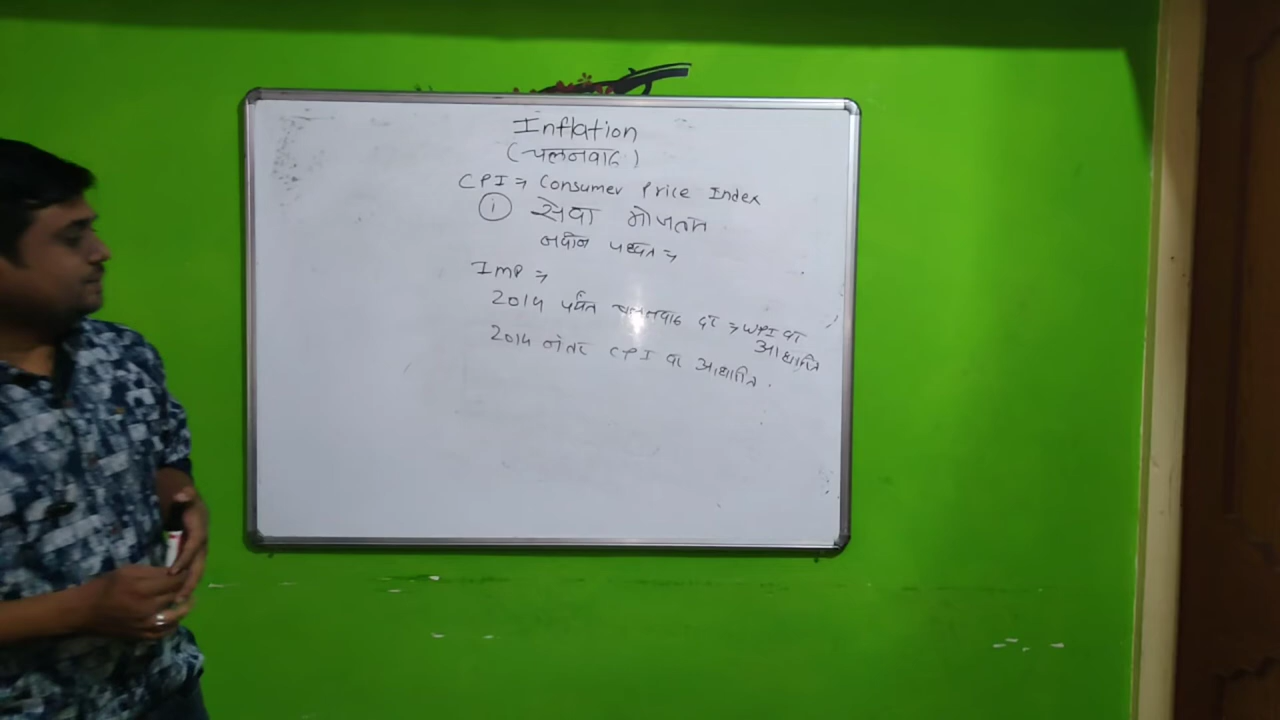 Inflation
(चलनवाढ)
CPI ⇒ Consumer Price Index
① सेवा मोजतात
नवीन पध्दत ⇒
IMP ⇒
2014 पर्यंत चलनवाढ दर ⇒ WPI वर
आधारित
2014 नंतर CPI वर आधारित.